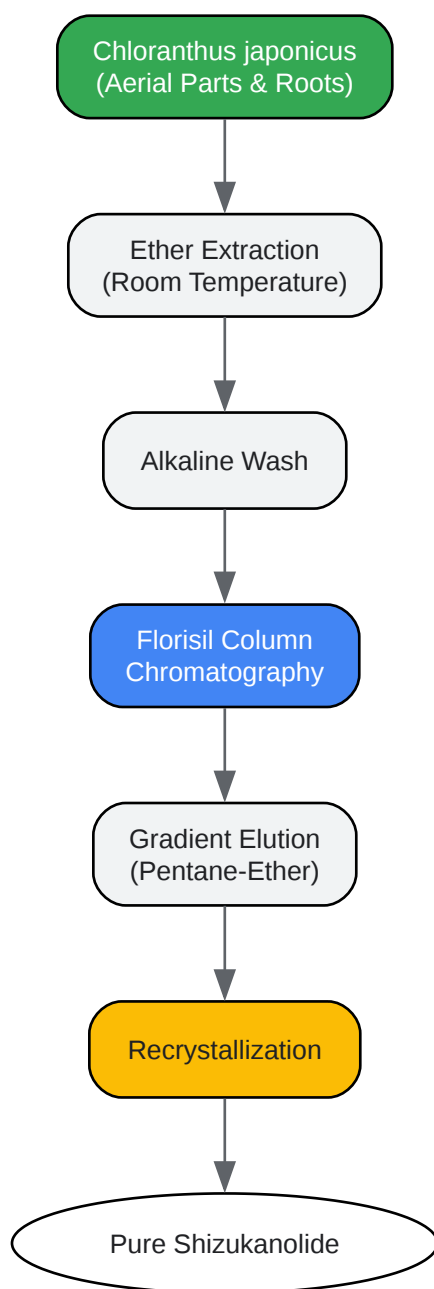 Chloranthus japonicus
(Aerial Parts & Roots)
Ether Extraction
(Room Temperature)
Alkaline Wash
Florisil Column
Chromatography
Gradient Elution
(Pentane-Ether)
Recrystallization
Pure Shizukanolide